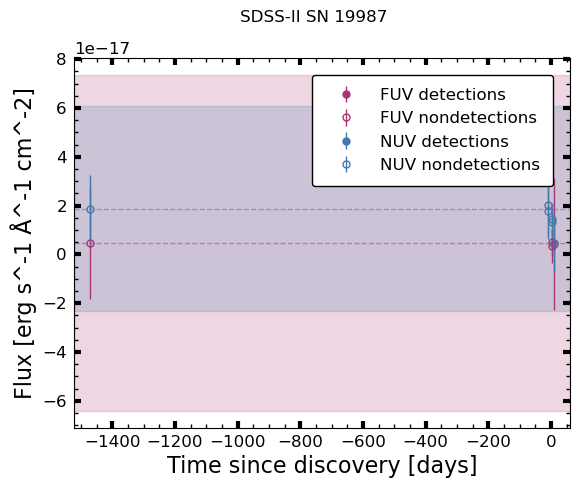 SDSS-II SN 19987
1e−17
8
6
4
2
0
−2
−4
−6
Flux [erg s^-1 Å^-1 cm^-2]
FUV detections
FUV nondetections
NUV detections
NUV nondetections
−1400 −1200 −1000 −800 −600 −400 −200 0
Time since discovery [days]